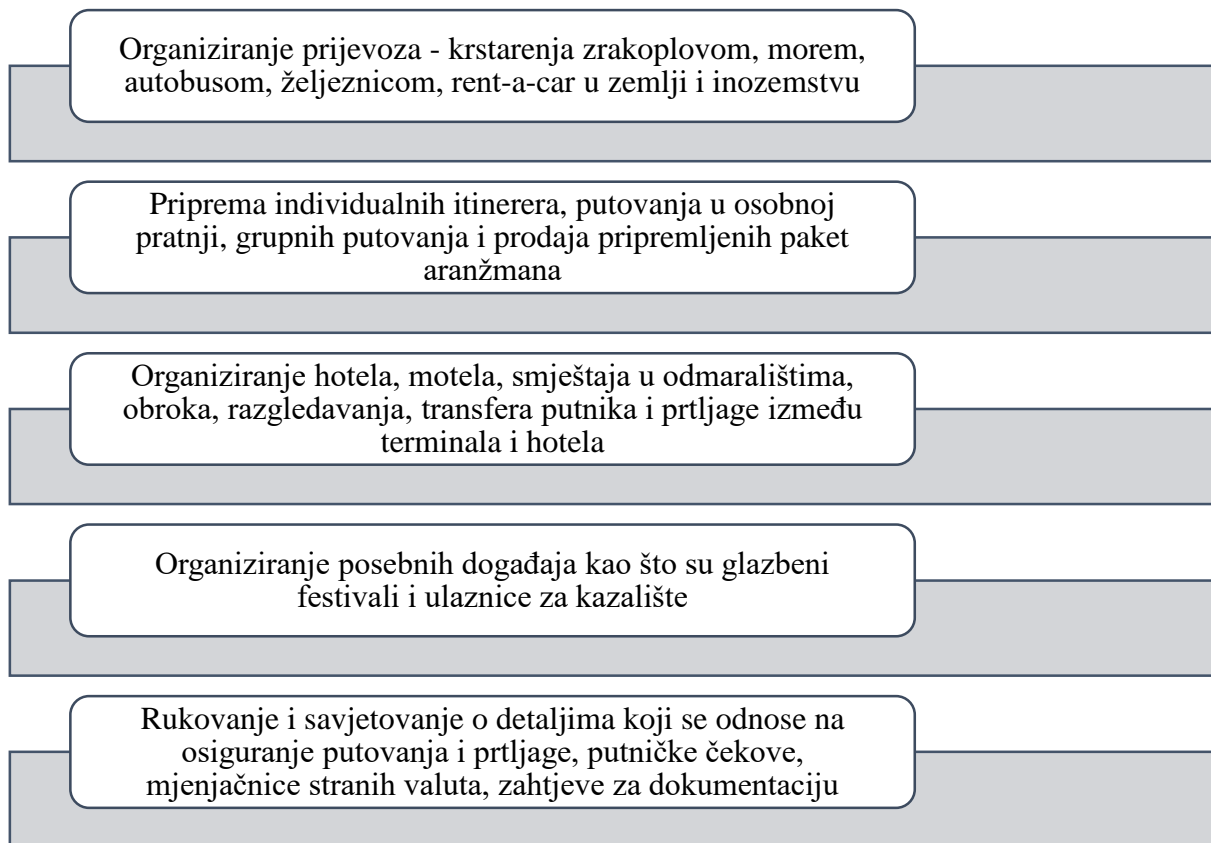 Organiziranje prijevoza - krstarenja zrakoplovom, morem,
autobusom, željeznicom, rent-a-car u zemlji i inozemstvu
Priprema individualnih itinerera, putovanja u osobnoj
pratnji, grupnih putovanja i prodaja pripremljenih paket
aranžmana
Organiziranje hotela, motela, smještaja u odmaralištima,
obroka, razgledavanja, transfera putnika i prtljage između
terminala i hotela
Organiziranje posebnih događaja kao što su glazbeni
festivali i ulaznice za kazalište
Rukovanje i savjetovanje o detaljima koji se odnose na
osiguranje putovanja i prtljage, putničke čekove,
mjenjačnice stranih valuta, zahtjeve za dokumentaciju